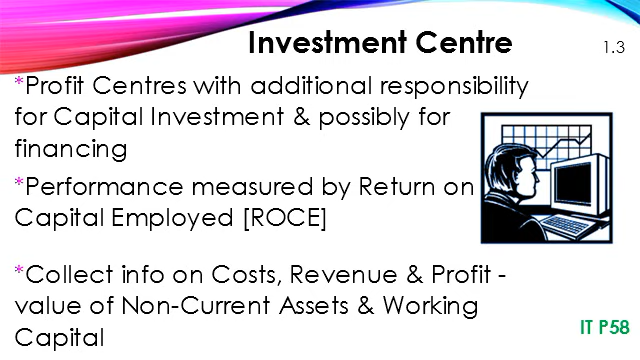 Investment Centre
1.3
*Profit Centres with additional responsibility
for Capital Investment & possibly for
financing
*Performance measured by Return on
Capital Employed [ROCE]
*Collect info on Costs, Revenue & Profit -
value of Non-Current Assets & Working
Capital
IT P58